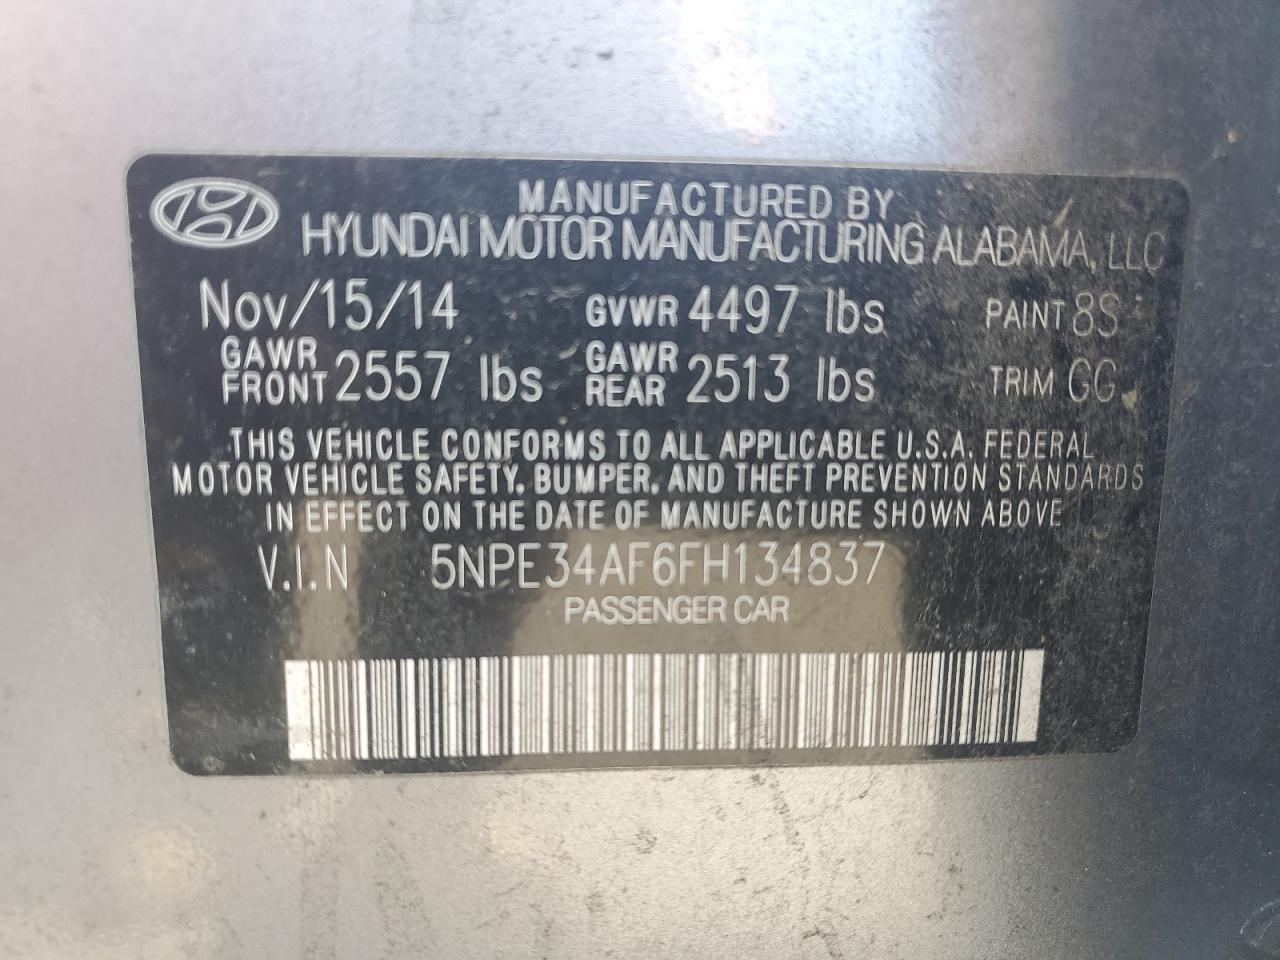 MANUFACTURED BY
HYUNDAI MOTOR MANUFACTURING ALABAMA, LLC
Nov/15/14 GVWR 4497 lbs PAINT 8S
GAWR FRONT 2557 lbs GAWR REAR 2513 lbs TRIM GG
THIS VEHICLE CONFORMS TO ALL APPLICABLE U.S.A. FEDERAL
MOTOR VEHICLE SAFETY, BUMPER, AND THEFT PREVENTION STANDARDS
IN EFFECT ON THE DATE OF MANUFACTURE SHOWN ABOVE
V.I.N 5NPE34AF6FH134837
PASSENGER CAR